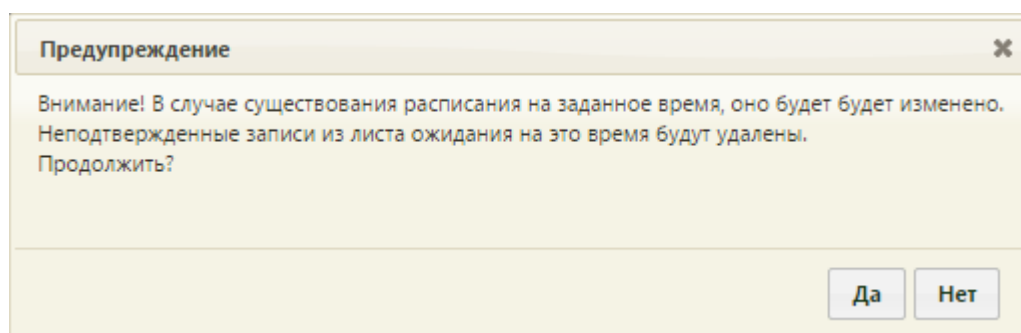 Предупреждение
Внимание! В случае существования расписания на заданное время, оно будет будет изменено.
Неподтвержденные записи из листа ожидания на это время будут удалены.
Продолжить?
Да Нет